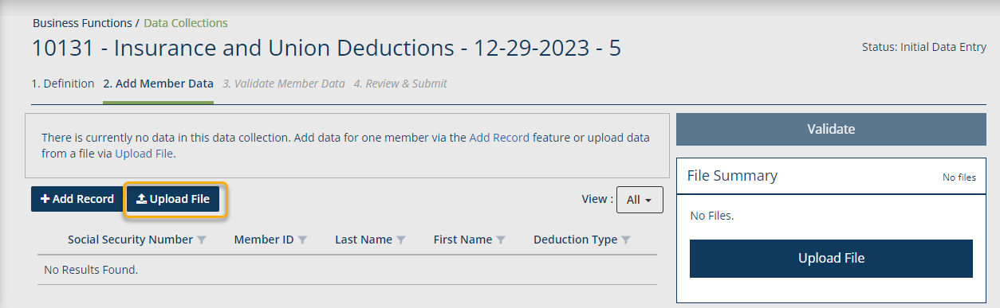 Business Functions / Data Collections
10131 - Insurance and Union Deductions - 12-29-2023 - 5
Status: Initial Data Entry
1. Definition 2. Add Member Data 3. Validate Member Data 4. Review & Submit
There is currently no data in this data collection. Add data for one member via the Add Record feature or upload data
from a file via Upload File.
+ Add Record Upload File View : All
Social Security Number Member ID Last Name First Name Deduction Type
No Results Found.
Validate
File Summary No files
No Files.
Upload File